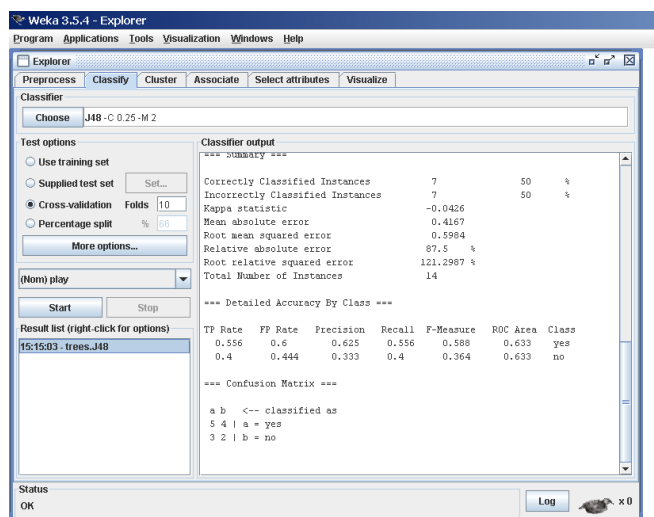 Weka 3.5.4 - Explorer
Program Applications Tools Visualization Windows Help
Explorer
Preprocess Classify Cluster Associate Select attributes Visualize
Classifier
Choose J48 -C 0.25 -M 2
Test options
Use training set
Supplied test set Set...
Cross-validation Folds 10
Percentage split % 66
More options...
(Nom) play
Start Stop
Result list (right-click for options)
15:15:03 - trees.J48
Classifier output
=== Summary ===
Correctly Classified Instances 7 50 %
Incorrectly Classified Instances 7 50 %
Kappa statistic -0.0426
Mean absolute error 0.4167
Root mean squared error 0.5984
Relative absolute error 87.5 %
Root relative squared error 121.2987 %
Total Number of Instances 14
=== Detailed Accuracy By Class ===
TP Rate FP Rate Precision Recall F-Measure ROC Area Class
0.556 0.6 0.625 0.556 0.588 0.633 yes
0.4 0.444 0.333 0.4 0.364 0.633 no
=== Confusion Matrix ===
a b <-- classified as
5 4 | a = yes
3 2 | b = no
Status
OK
Log x 0